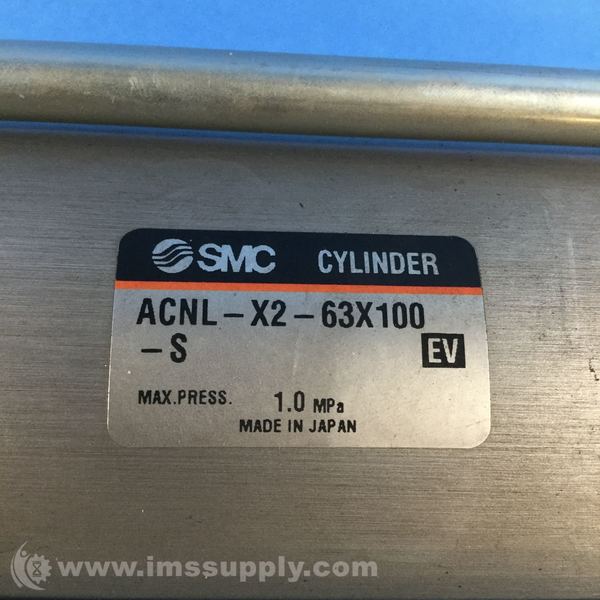 SMC CYLINDER
ACNL-X2-63X100
-S EV
MAX.PRESS. 1.0 MPa
MADE IN JAPAN
www.imssupply.com